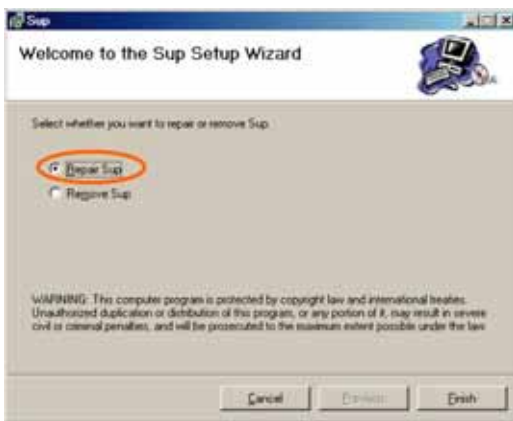 Sup
Welcome to the Sup Setup Wizard
Select whether you want to repair or remove Sup.
Repair Sup
Remove Sup
WARNING: This computer program is protected by copyright law and international treaties.
Unauthorized duplication or distribution of this program, or any portion of it, may result in severe
civil or criminal penalties, and will be prosecuted to the maximum extent possible under the law.
Cancel
Previous
Finish